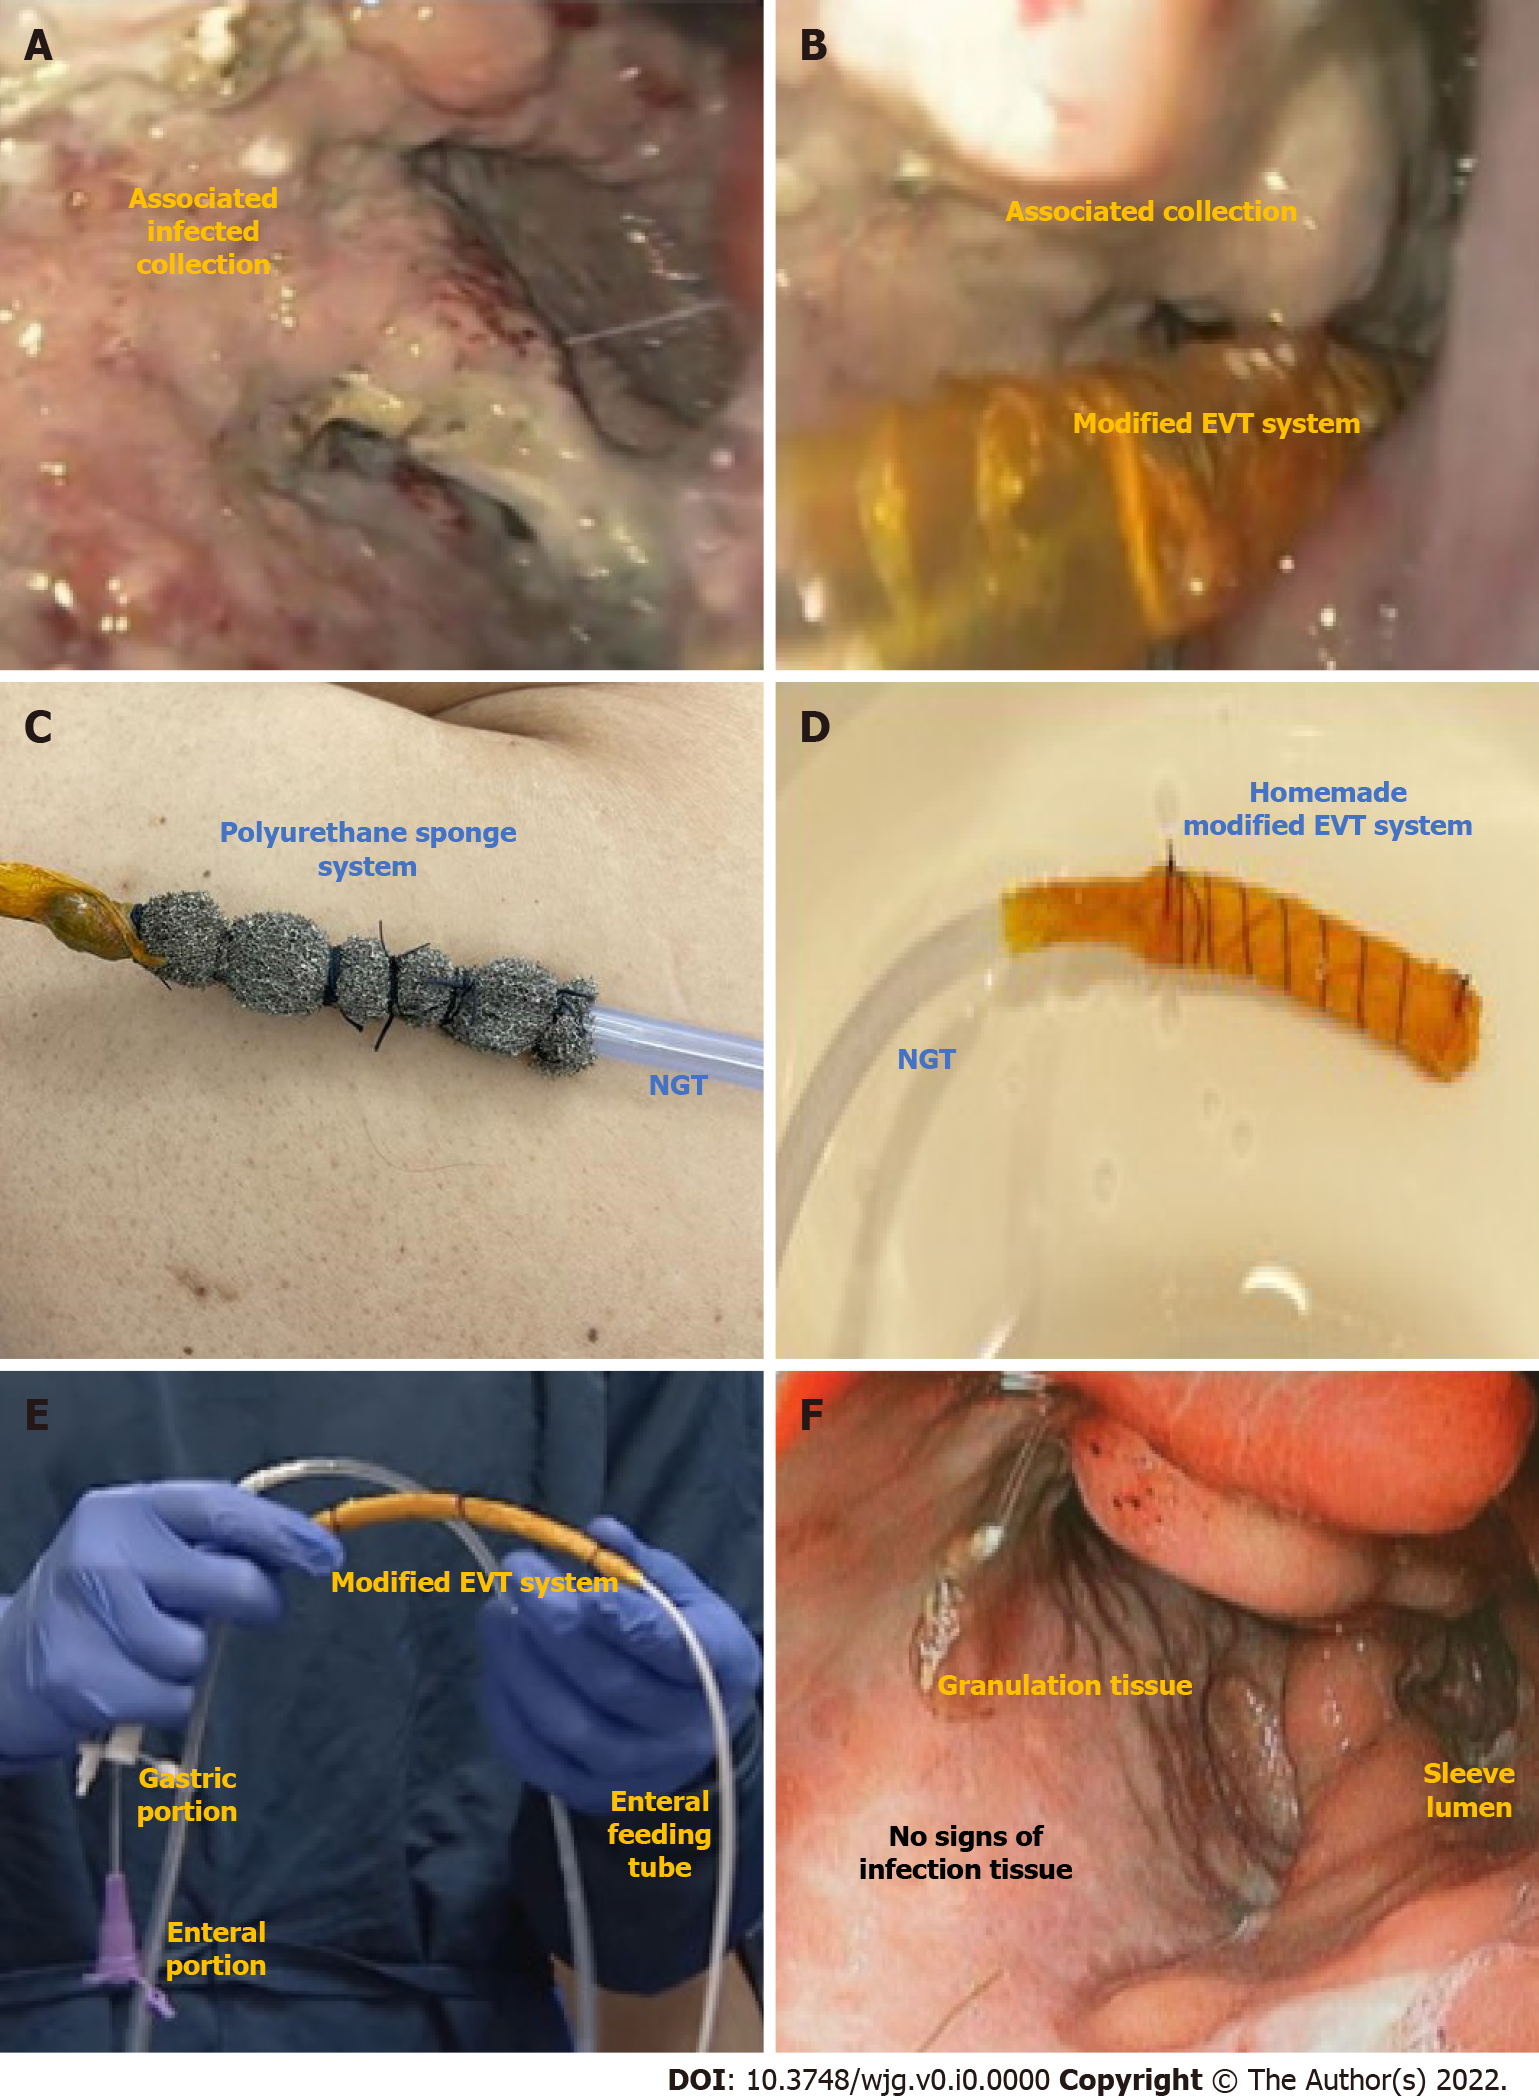 A
Associated
infected
collection
B
Associated collection
Modified EVT system
C
Polyurethane sponge
system
NGT
D
Homemade
modified EVT system
NGT
E
Modified EVT system
Gastric
portion
Enteral
feeding
tube
Enteral
portion
F
Granulation tissue
Sleeve
lumen
No signs of
infection tissue
DOI: 10.3748/wjg.v0.i0.0000 Copyright © The Author(s) 2022.